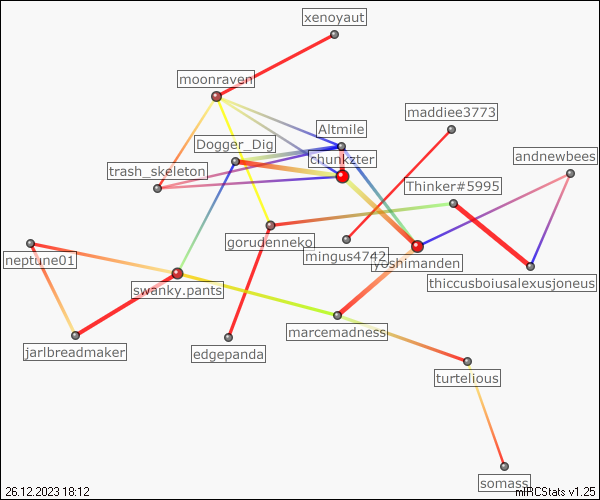 xenoyaut
moonraven
maddiee3773
Altmile
Dogger_Dig
chunkzter
andnewbees
trash_skeleton
Thinker#5995
gorudenneko
mingus4742
neptune01
yoshimanden
thiccusboiusalexusjoneus
swanky.pants
marcemadness
jarlbreadmaker
edgepanda
turtelious
somass
26.12.2023 18:12
mIRCStats v1.25